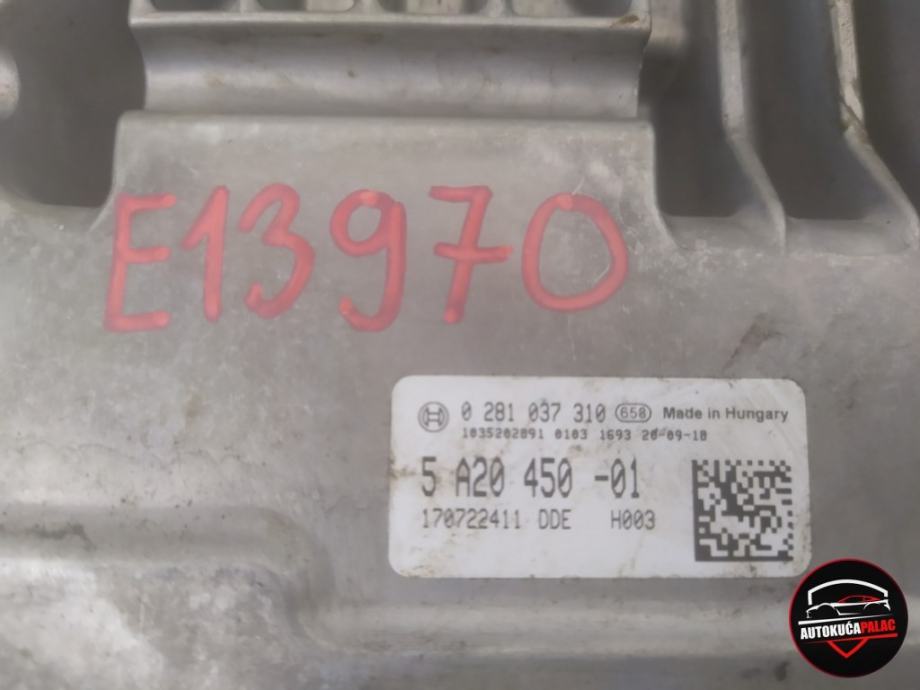 E13970
0 281 037 310 658 Made in Hungary
1035202891 0103 1693 20-09-18
5 A20 450 -01
170722411 DDE H003
AUTOKUĆAPALAC